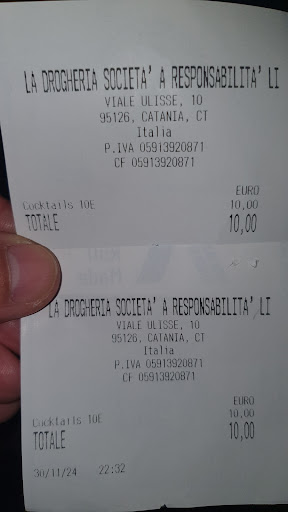 LA DROGHERIA SOCIETA' A RESPONSABILITA' LI
VIALE ULISSE, 10
95126, CATANIA, CT
Italia
P.IVA 05913920871
CF 05913920871
EURO
Cocktails 10E 10,00
TOTALE 10,00
LA DROGHERIA SOCIETA' A RESPONSABILITA' LI
VIALE ULISSE, 10
95126, CATANIA, CT
Italia
P.IVA 05913920871
CF 05913920871
EURO
Cocktails 10E 10,00
TOTALE 10,00
30/11/24 22:32